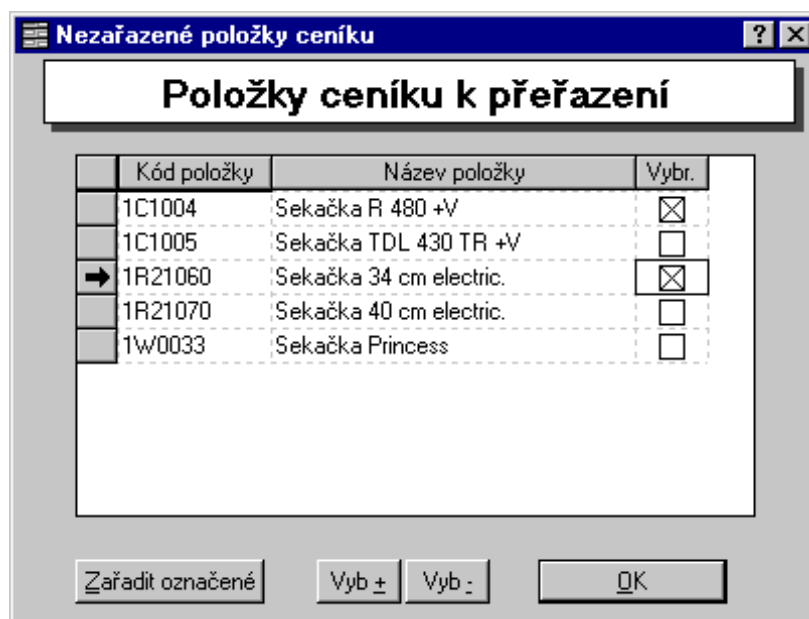 Nezařazené položky ceníku ? ×
Položky ceníku k přeřazení
Kód položky Název položky Vybr.
1C1004 Sekačka R 480 +V
1C1005 Sekačka TDL 430 TR +V
1R21060 Sekačka 34 cm electric.
1R21070 Sekačka 40 cm electric.
1W0033 Sekačka Princess
Zařadit označené Vyb + Vyb - OK